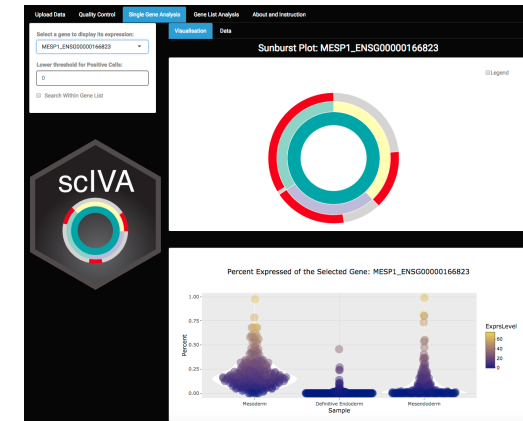 Upload Data Quality Control Single Gene Analysis Gene List Analysis About and Instruction
Select a gene to display its expression:
MESP1_ENSG00000166823
Lower threshold for Positive Cells:
0
Search Within Gene List
scIVA
Visualisation Data
Sunburst Plot: MESP1_ENSG00000166823
Legend
Percent Expressed of the Selected Gene: MESP1_ENSG00000166823
1.00
0.75
0.50
0.25
0.00
Percent
Mesoderm Definitive Endoderm Mesendoderm
Sample
ExprsLevel
60
40
20
0